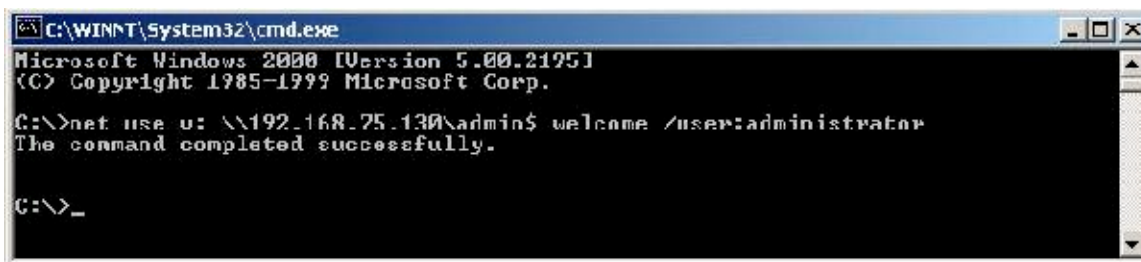 C:\WINNT\System32\cmd.exe
Microsoft Windows 2000 [Version 5.00.2195]
(C) Copyright 1985-1999 Microsoft Corp.
C:\>net use u: \\192.168.75.130\admin$ welcome /user:administrator
The command completed successfully.
C:\>_